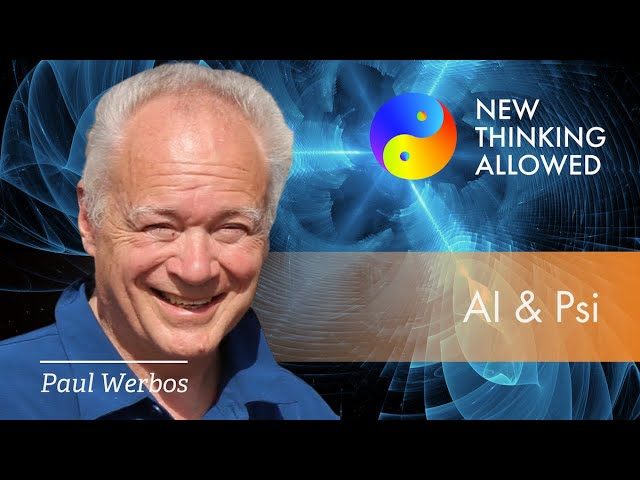 NEW
THINKING
ALLOWED
AI & Psi
Paul Werbos